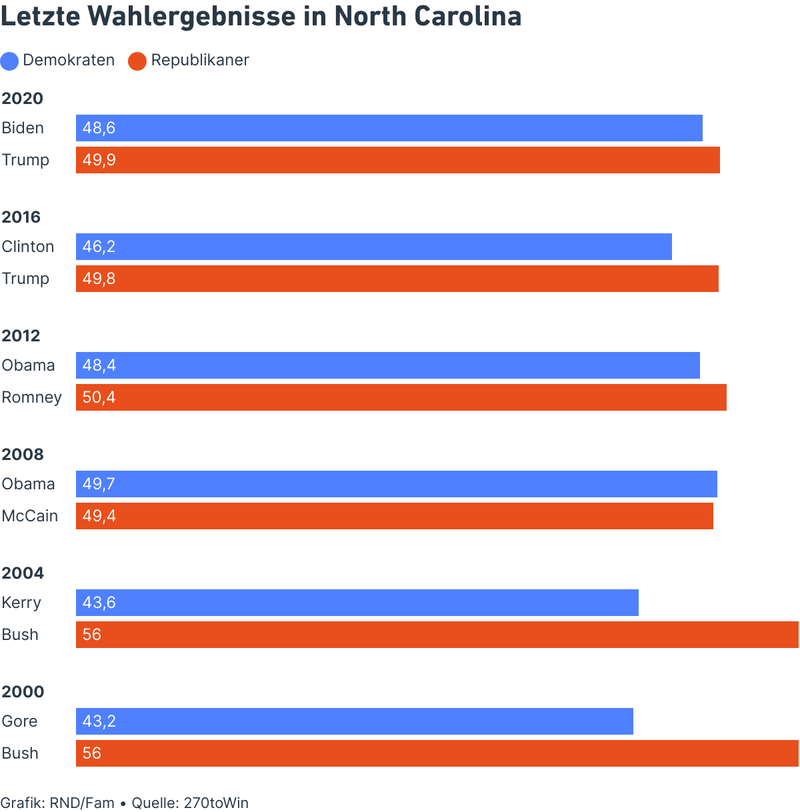 Letzte Wahlergebnisse in North Carolina
Demokraten Republikaner
2020
Biden 48,6
Trump 49,9
2016
Clinton 46,2
Trump 49,8
2012
Obama 48,4
Romney 50,4
2008
Obama 49,7
McCain 49,4
2004
Kerry 43,6
Bush 56
2000
Gore 43,2
Bush 56
Grafik: RND/Fam • Quelle: 270toWin